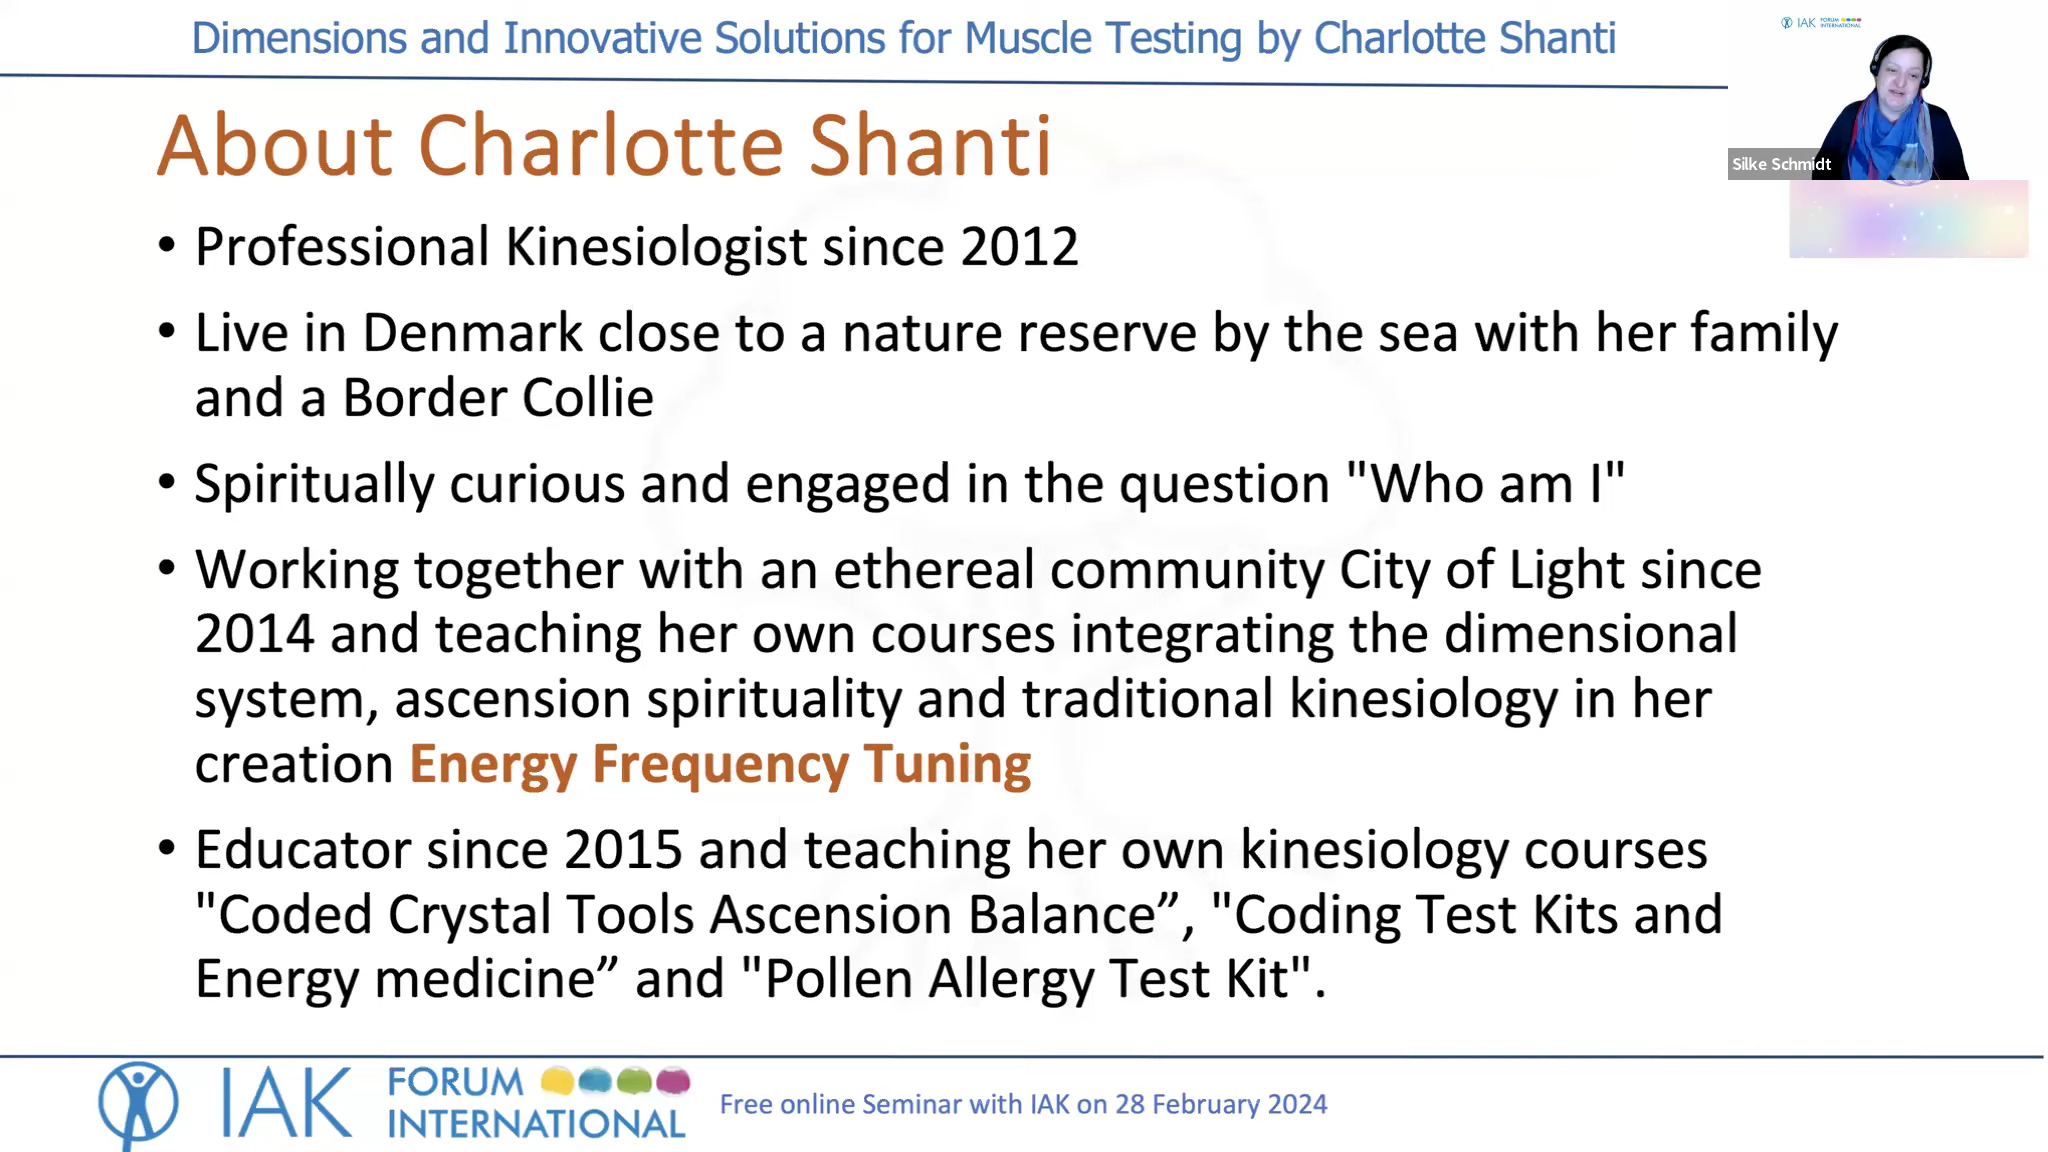 Dimensions and Innovative Solutions for Muscle Testing by Charlotte Shanti
IAK FORUM INTERNATIONAL
Silke Schmidt
About Charlotte Shanti
• Professional Kinesiologist since 2012
• Live in Denmark close to a nature reserve by the sea with her family
and a Border Collie
• Spiritually curious and engaged in the question "Who am I"
• Working together with an ethereal community City of Light since
2014 and teaching her own courses integrating the dimensional
system, ascension spirituality and traditional kinesiology in her
creation Energy Frequency Tuning
• Educator since 2015 and teaching her own kinesiology courses
"Coded Crystal Tools Ascension Balance”, "Coding Test Kits and
Energy medicine” and "Pollen Allergy Test Kit".
IAK FORUM
INTERNATIONAL
Free online Seminar with IAK on 28 February 2024